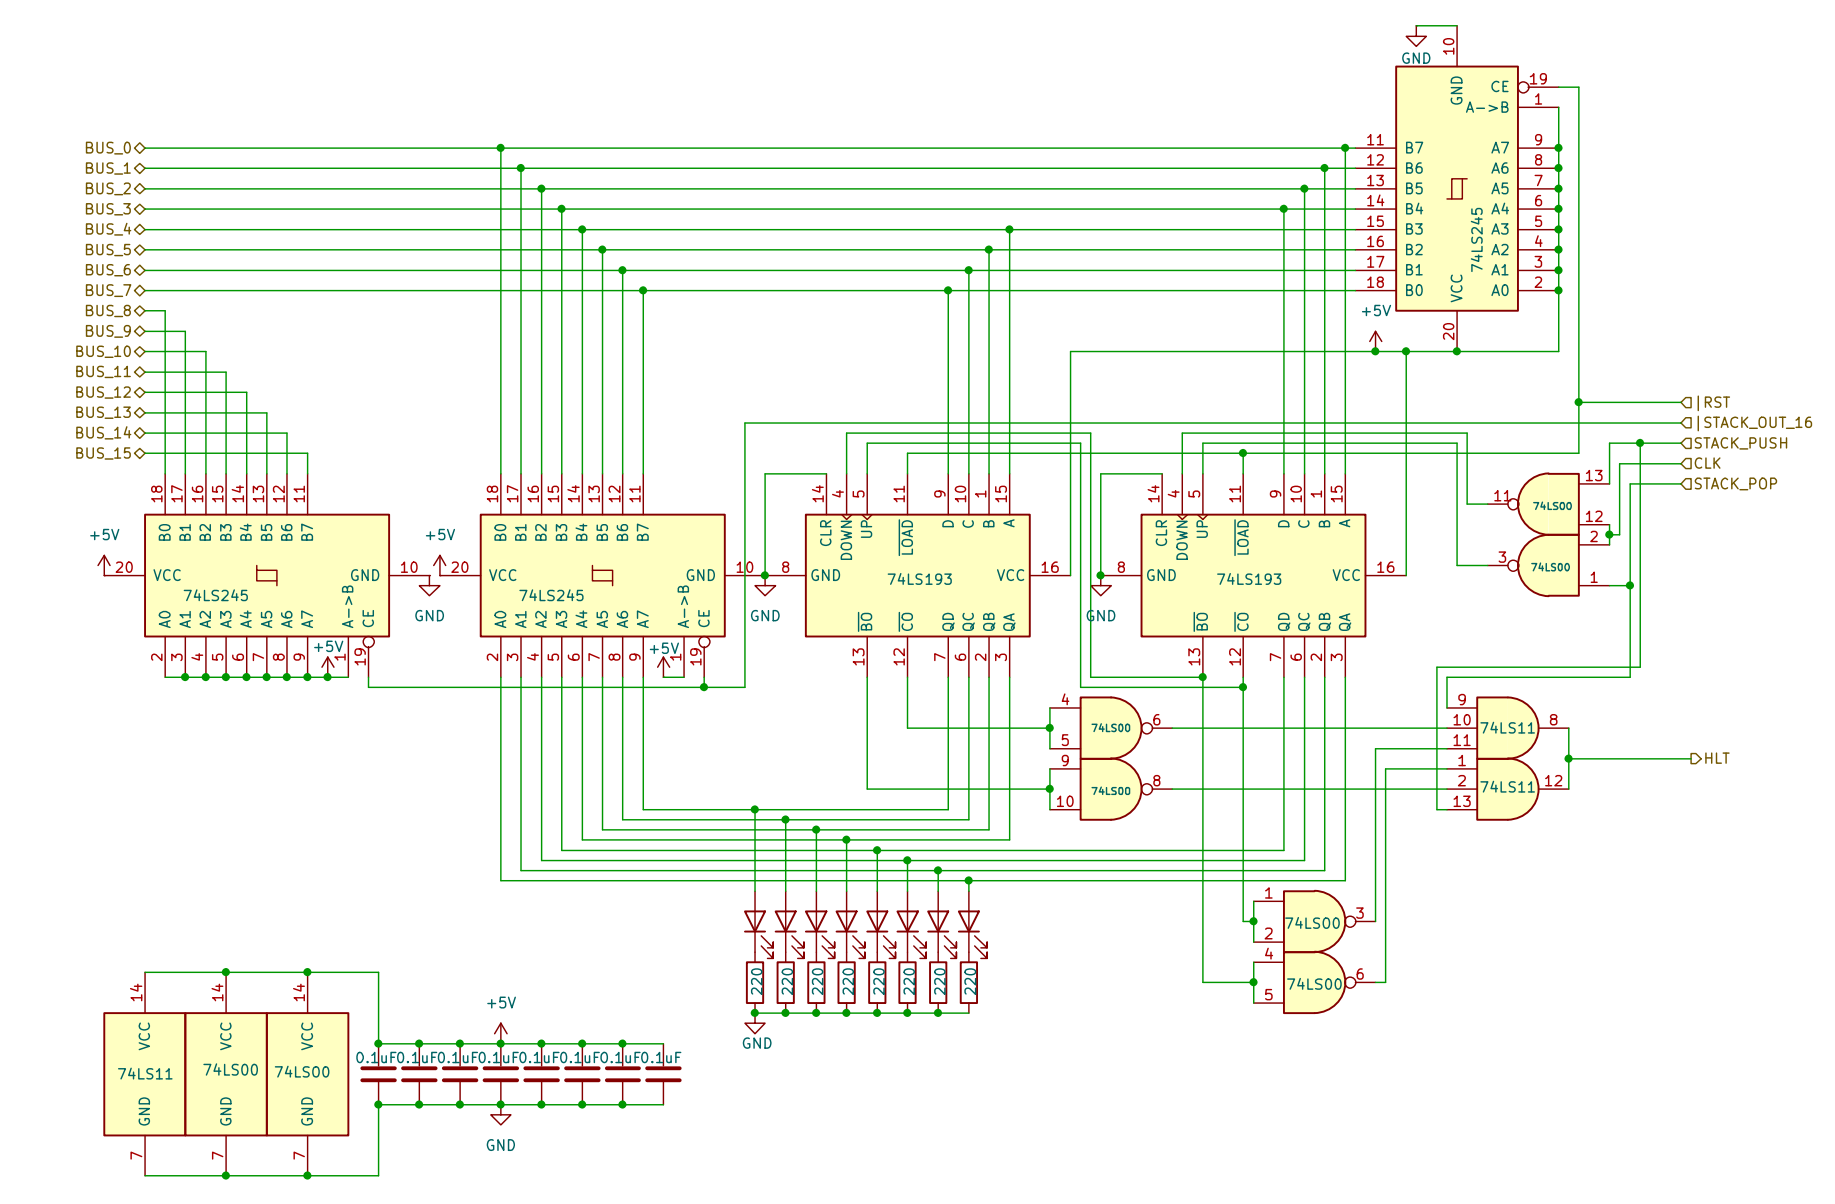 GND
10
GND
CE
19
A->B
1
BUS_0
11
B7
A7
9
BUS_1
12
B6
A6
8
BUS_2
13
B5
A5
7
BUS_3
14
B4
A4
6
BUS_4
15
B3
A3
5
BUS_5
16
B2
A2
4
BUS_6
17
B1
A1
3
BUS_7
18
B0
A0
2
74LS245
VCC
20
+5V
BUS_8
BUS_9
BUS_10
BUS_11
BUS_12
BUS_13
BUS_14
BUS_15
|RST
|STACK_OUT_16
STACK_PUSH
CLK
STACK_POP
18 17 16 15 14 13 12 11
B0 B1 B2 B3 B4 B5 B6 B7
+5V
20
VCC
GND
10
GND
74LS245
A->B
CE
A0 A1 A2 A3 A4 A5 A6 A7
2 3 4 5 6 7 8 9
+5V
1
19
18 17 16 15 14 13 12 11
B0 B1 B2 B3 B4 B5 B6 B7
+5V
20
VCC
GND
10
GND
74LS245
A->B
CE
A0 A1 A2 A3 A4 A5 A6 A7
2 3 4 5 6 7 8 9
+5V
1
19
14 4 5 11 9 10 1 15
CLR DOWN UP LOAD D C B A
8
GND
74LS193
VCC
16
BO CO QD QC QB QA
13 12 7 6 2 3
GND
14 4 5 11 9 10 1 15
CLR DOWN UP LOAD D C B A
8
GND
74LS193
VCC
16
BO CO QD QC QB QA
13 12 7 6 2 3
11
74LS00
13
12
3
74LS00
2
1
4
5
74LS00
6
9
10
74LS00
8
9
10
11
74LS11
8
1
2
13
74LS11
12
HLT
1
2
74LS00
3
4
5
74LS00
6
220 220 220 220 220 220 220 220
GND
14
14
14
VCC
VCC
VCC
74LS11
74LS00
74LS00
GND
GND
GND
7
7
7
+5V
0.1uF 0.1uF 0.1uF 0.1uF 0.1uF 0.1uF 0.1uF 0.1uF
GND